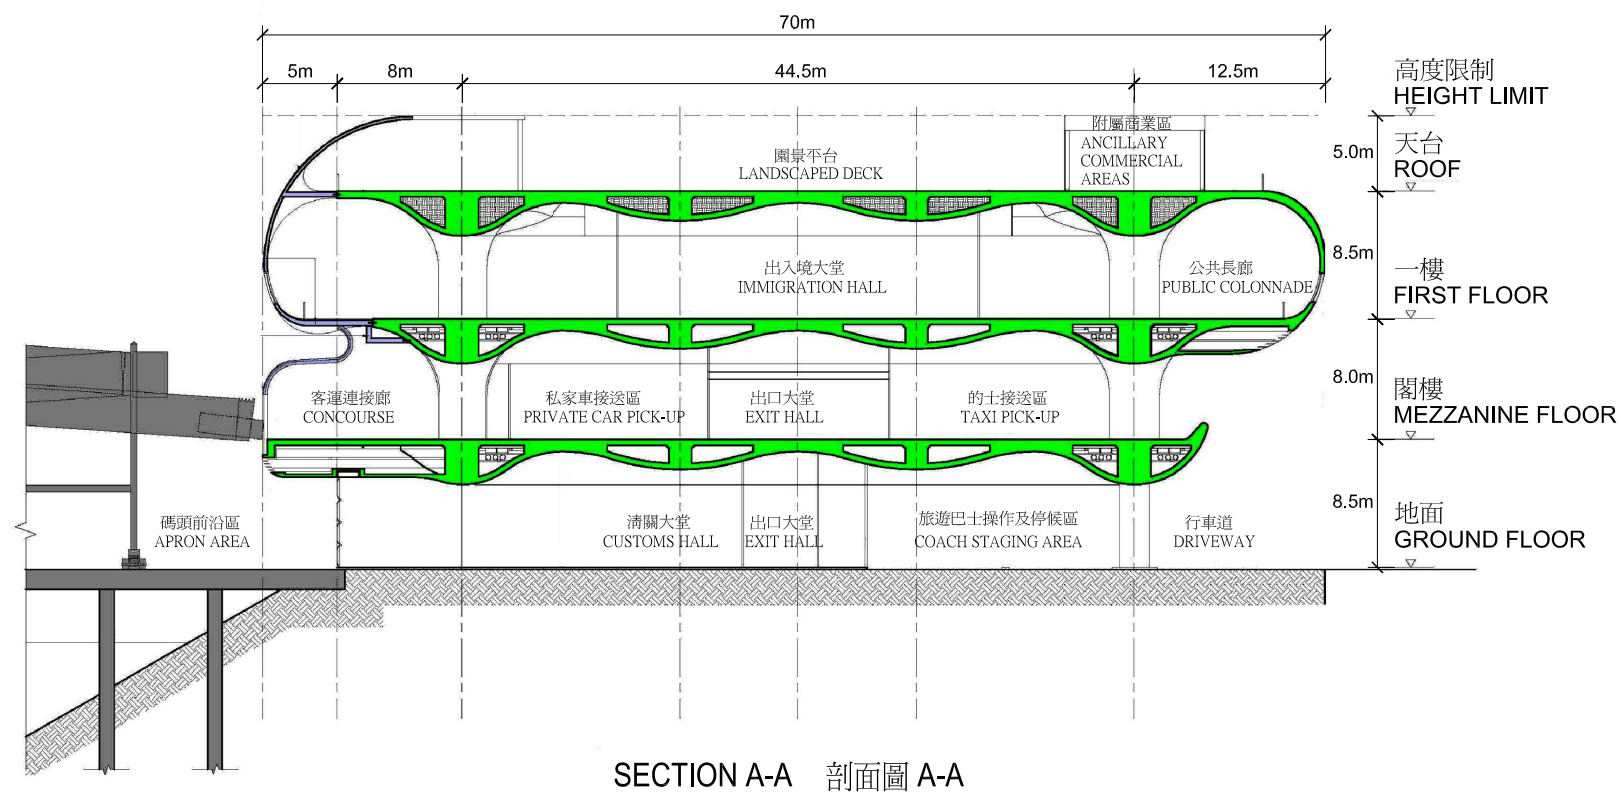 70m
5m
8m
44.5m
12.5m
高度限制
HEIGHT LIMIT
附屬商業區
ANCILLARY
COMMERCIAL
AREAS
園景平台
LANDSCAPED DECK
5.0m
天台
ROOF
出入境大堂
IMMIGRATION HALL
公共長廊
PUBLIC COLONNADE
8.5m
一樓
FIRST FLOOR
客運連接廊
CONCOURSE
私家車接送區
PRIVATE CAR PICK-UP
出口大堂
EXIT HALL
的士接送區
TAXI PICK-UP
8.0m
閣樓
MEZZANINE FLOOR
碼頭前沿區
APRON AREA
清關大堂
CUSTOMS HALL
出口大堂
EXIT HALL
旅遊巴士操作及停候區
COACH STAGING AREA
行車道
DRIVEWAY
8.5m
地面
GROUND FLOOR
SECTION A-A 剖面圖 A-A